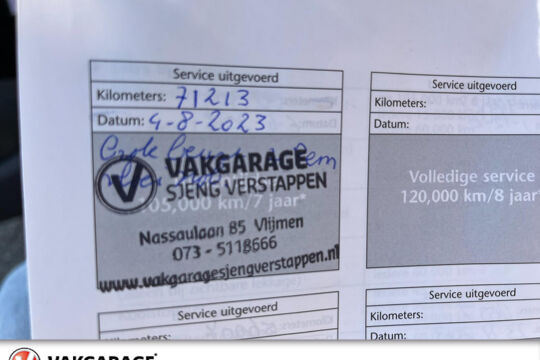 Service uitgevoerd
Kilometers: 71213
Datum: 4-8-2023
Grote
VAKGARAGE
SJENG VERSTAPPEN
105,000 km/7 jaar*
Nassaulaan 85 Vlijmen
073 - 5118666
www.vakgaragesjengverstappen.nl
Service uitgevoerd
Kilometers:
Datum:
Volledige service
120,000 km/8 jaar*
Service uitgevoerd
Kilometers:
Service uitgevoerd
Kilometers:
Datum:
VAKGARAGE